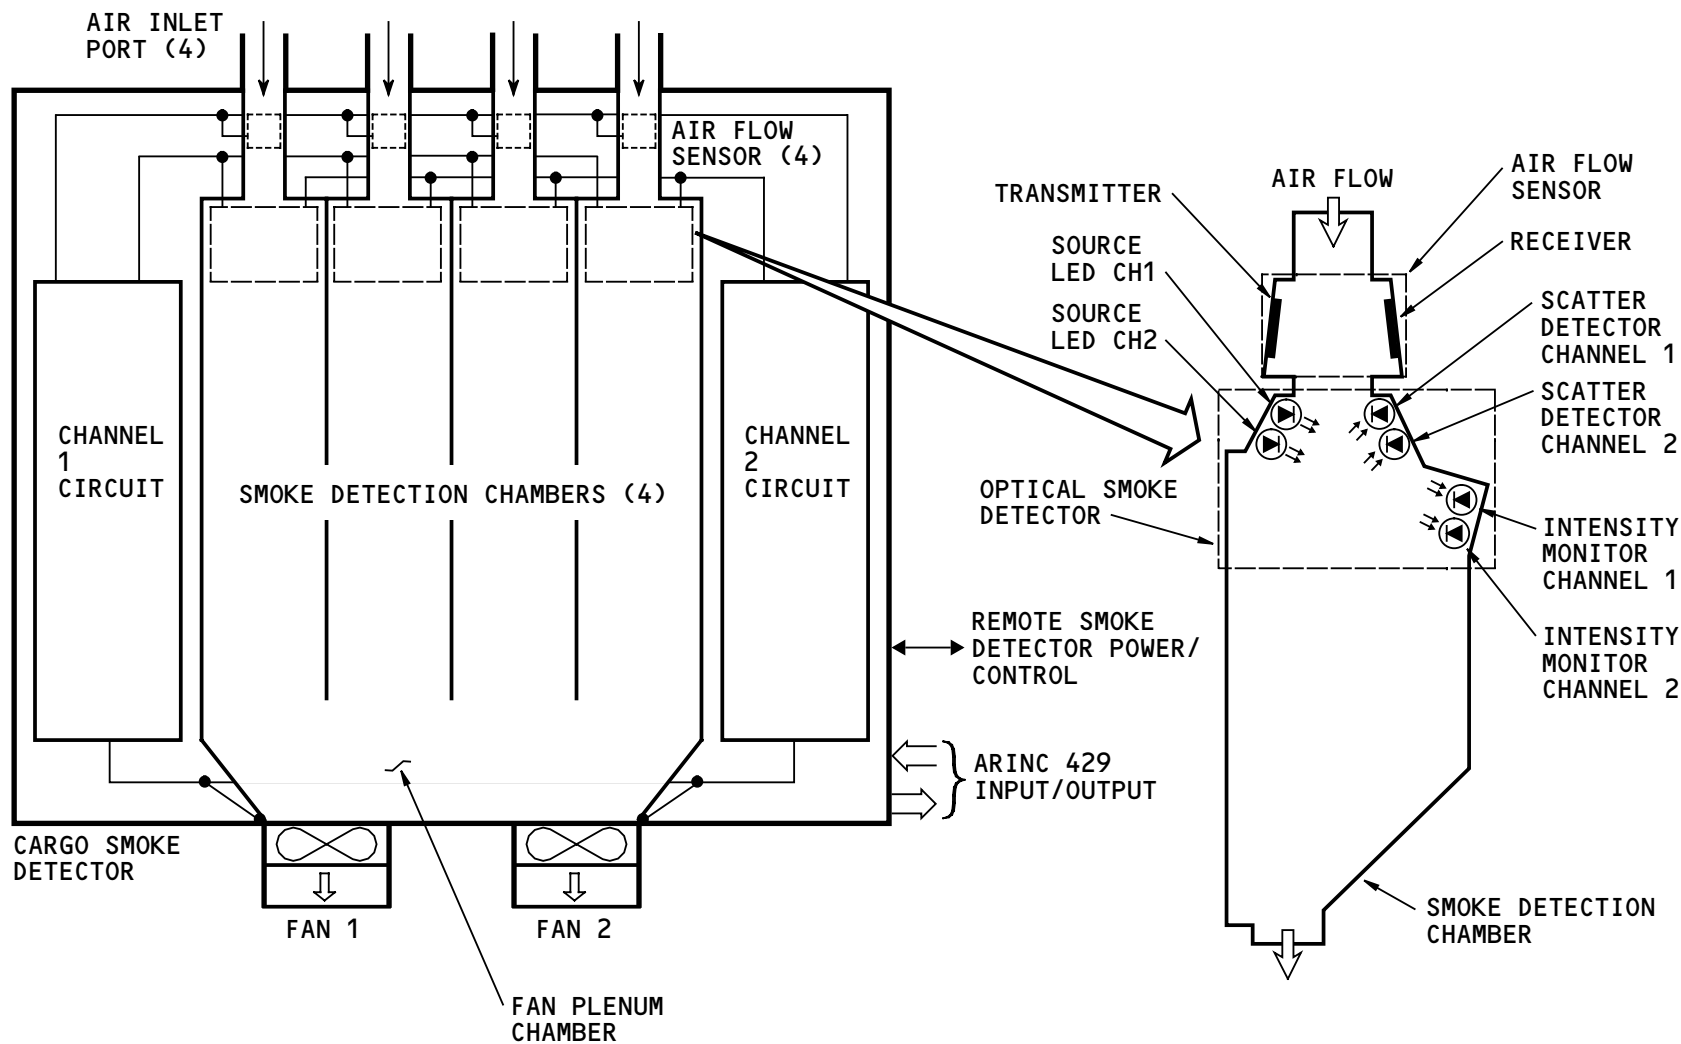 AIR INLET
PORT (4)
AIR FLOW
SENSOR (4)
CHANNEL
1
CIRCUIT
SMOKE DETECTION CHAMBERS (4)
CHANNEL
2
CIRCUIT
REMOTE SMOKE
DETECTOR POWER/
CONTROL
ARINC 429
INPUT/OUTPUT
CARGO SMOKE
DETECTOR
FAN 1
FAN 2
FAN PLENUM
CHAMBER
AIR FLOW
TRANSMITTER
SOURCE
LED CH1
SOURCE
LED CH2
OPTICAL SMOKE
DETECTOR
AIR FLOW
SENSOR
RECEIVER
SCATTER
DETECTOR
CHANNEL 1
SCATTER
DETECTOR
CHANNEL 2
INTENSITY
MONITOR
CHANNEL 1
INTENSITY
MONITOR
CHANNEL 2
SMOKE DETECTION
CHAMBER